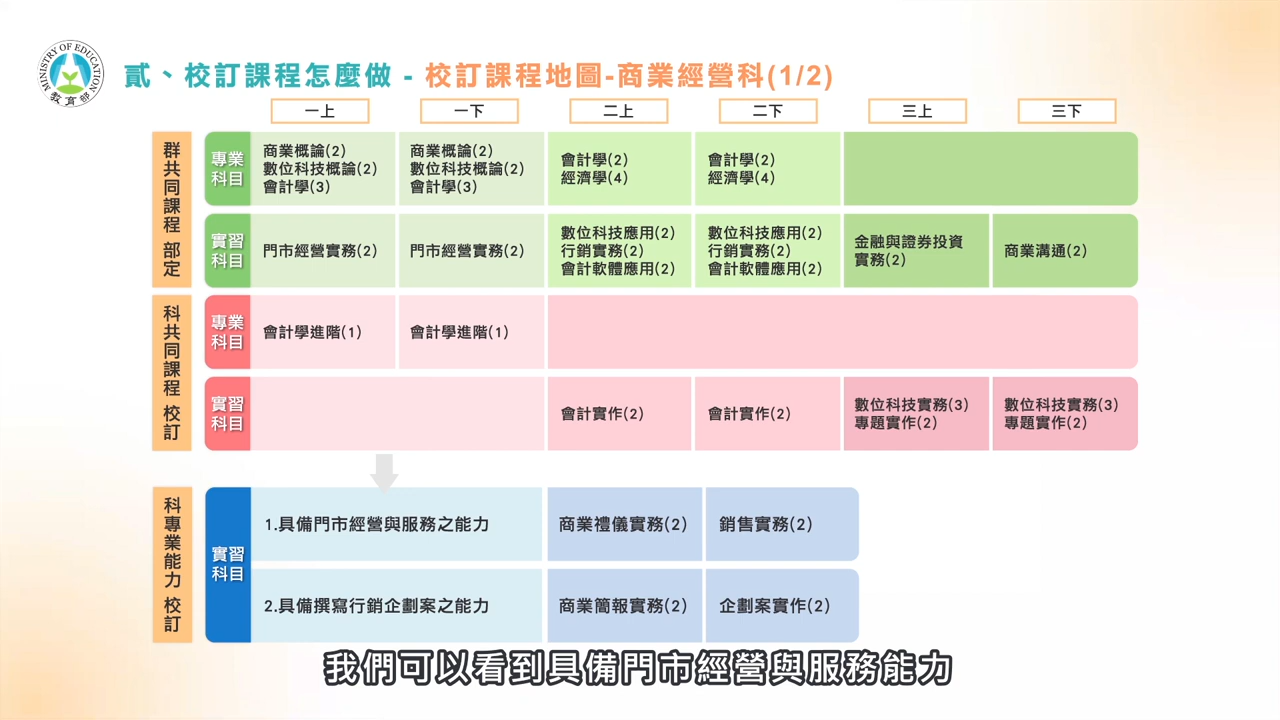 MINISTRY OF EDUCATION
教育部
貳、校訂課程怎麼做 - 校訂課程地圖-商業經營科(1/2)
一上
一下
二上
二下
三上
三下
群共同課程 部定
專業
科目
商業概論(2)
數位科技概論(2)
會計學(3)
商業概論(2)
數位科技概論(2)
會計學(3)
會計學(2)
經濟學(4)
會計學(2)
經濟學(4)
實習
科目
門市經營實務(2)
門市經營實務(2)
數位科技應用(2)
行銷實務(2)
會計軟體應用(2)
數位科技應用(2)
行銷實務(2)
會計軟體應用(2)
金融與證券投資
實務(2)
商業溝通(2)
科共同課程 校訂
專業
科目
會計學進階(1)
會計學進階(1)
實習
科目
會計實作(2)
會計實作(2)
數位科技實務(3)
專題實作(2)
數位科技實務(3)
專題實作(2)
科專業能力 校訂
實習
科目
1.具備門市經營與服務之能力
商業禮儀實務(2)
銷售實務(2)
2.具備撰寫行銷企劃案之能力
商業簡報實務(2)
企劃案實作(2)
我們可以看到具備門市經營與服務能力